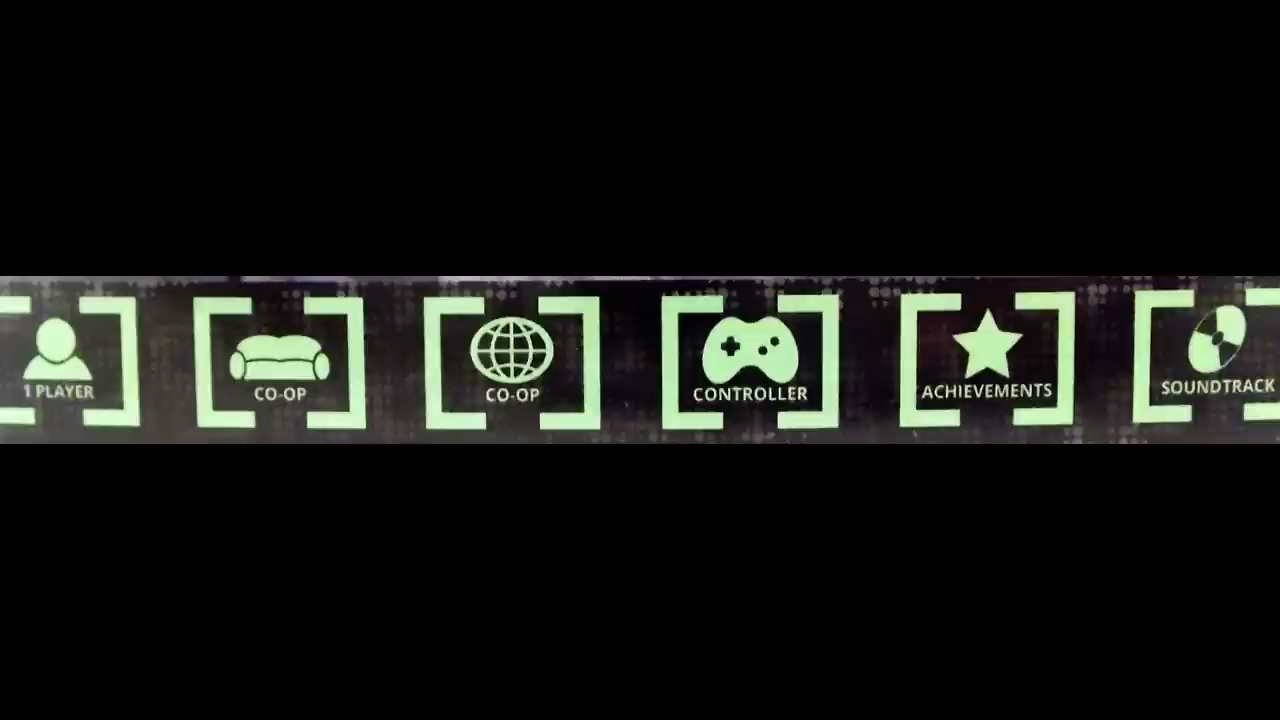 1 PLAYER
CO-OP
CO-OP
CONTROLLER
ACHIEVEMENTS
SOUNDTRACK